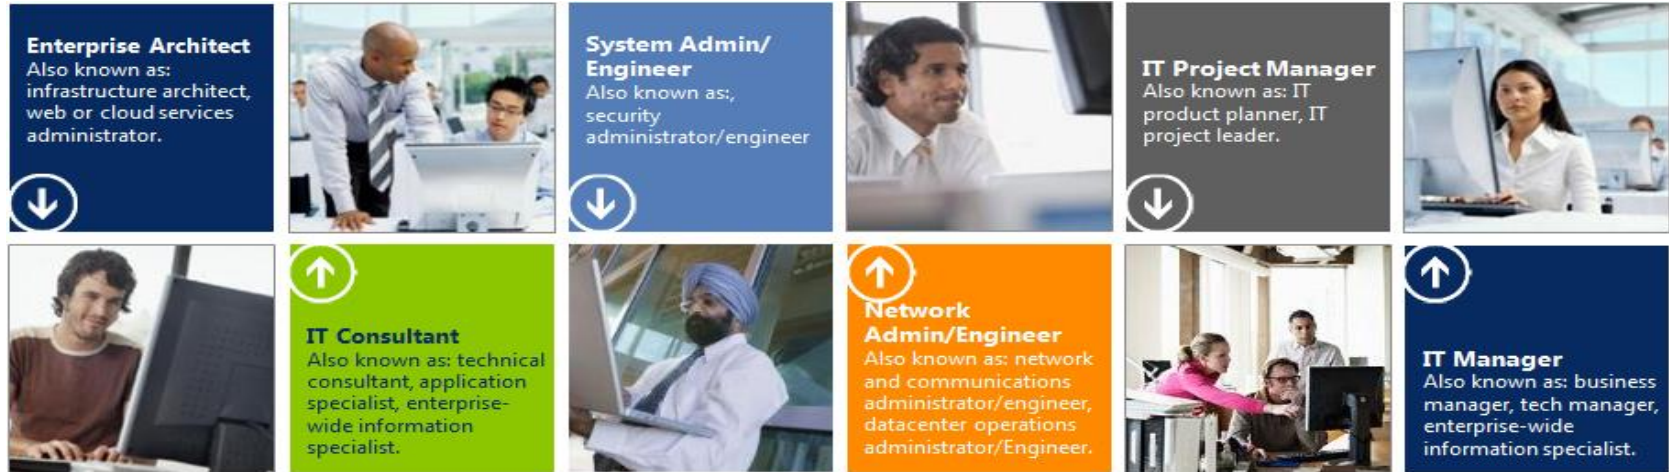 Enterprise Architect
Also known as:
infrastructure architect,
web or cloud services
administrator.
System Admin/
Engineer
Also known as:,
security
administrator/engineer
IT Project Manager
Also known as: IT
product planner, IT
project leader.
IT Consultant
Also known as: technical
consultant, application
specialist, enterprise-
wide information
specialist.
Network
Admin/Engineer
Also known as: network
and communications
administrator/engineer,
datacenter operations
administrator/Engineer.
IT Manager
Also known as: business
manager, tech manager,
enterprise-wide
information specialist.